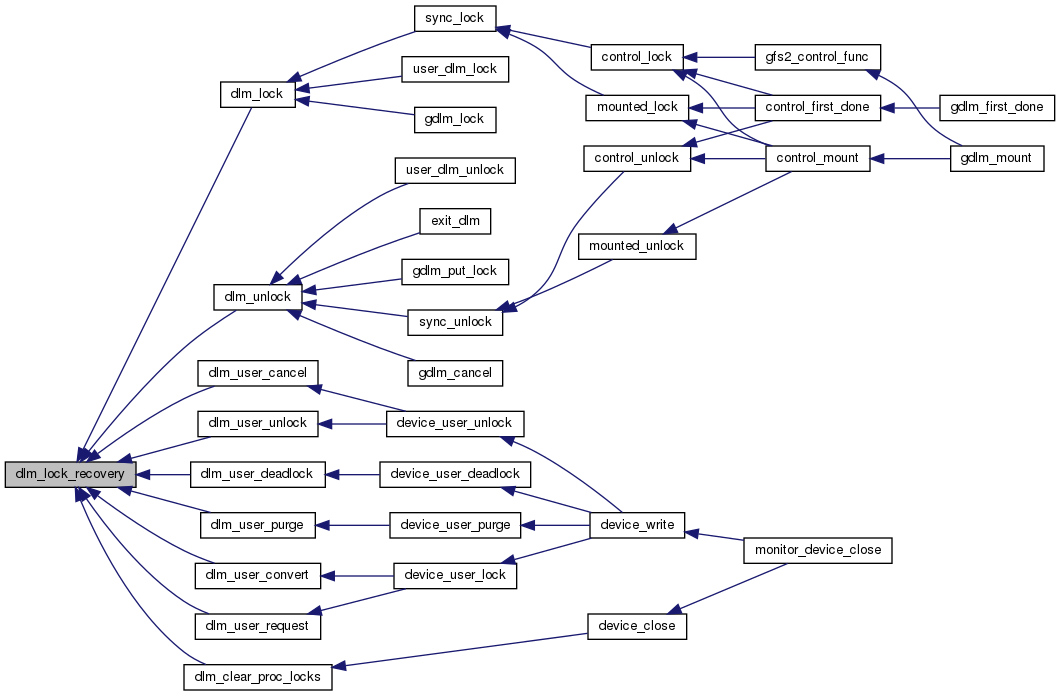 sync_lock
control_lock
gfs2_control_func
user_dlm_lock
dlm_lock
mounted_lock
control_first_done
gdlm_first_done
gdlm_lock
control_unlock
control_mount
gdlm_mount
user_dlm_unlock
exit_dlm
mounted_unlock
gdlm_put_lock
dlm_unlock
sync_unlock
dlm_user_cancel
gdlm_cancel
dlm_user_unlock
device_user_unlock
dlm_lock_recovery
dlm_user_deadlock
device_user_deadlock
dlm_user_purge
device_user_purge
device_write
monitor_device_close
dlm_user_convert
device_user_lock
dlm_user_request
device_close
dlm_clear_proc_locks